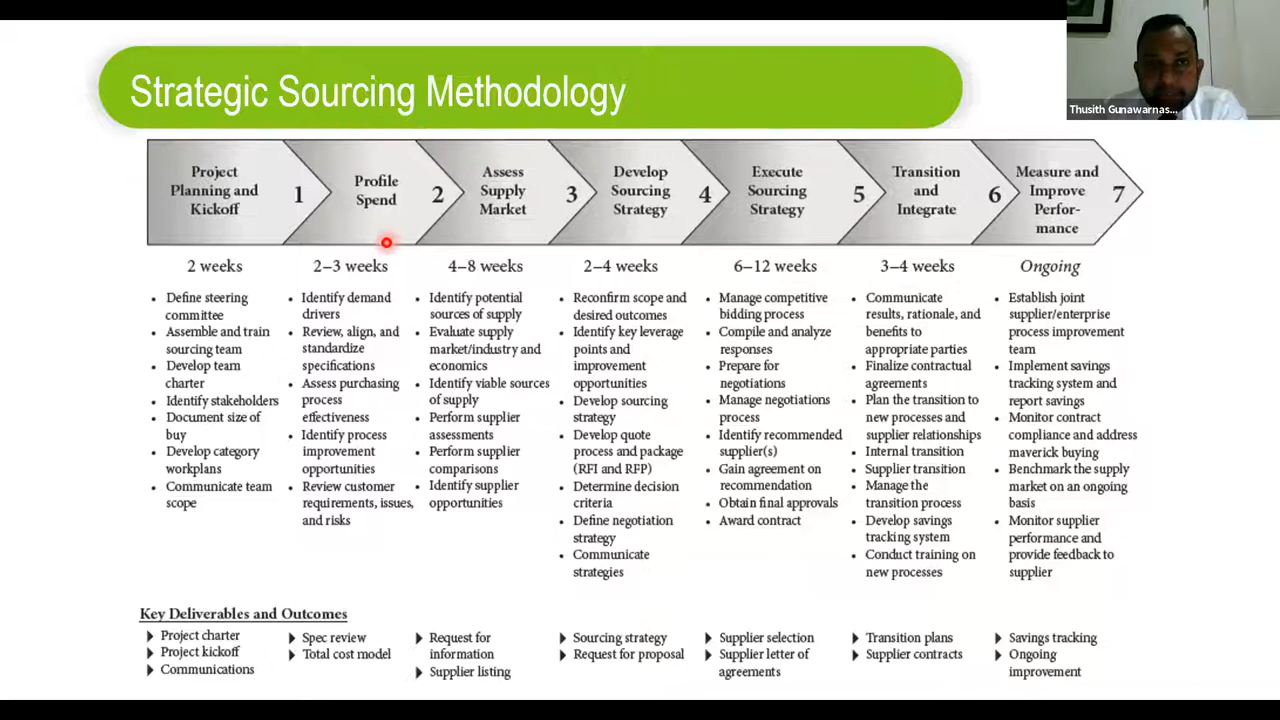 Strategic Sourcing Methodology
Thusith Gunawarnas...
Project
Planning and
Kickoff
1
Profile
Spend
2
Assess
Supply
Market
3
Develop
Sourcing
Strategy
4
Execute
Sourcing
Strategy
5
Transition
and
Integrate
6
Measure and
Improve
Perfor-
mance
7
2 weeks
• Define steering
committee
• Assemble and train
sourcing team
• Develop team
charter
• Identify stakeholders
• Document size of
buy
• Develop category
workplans
• Communicate team
scope
2–3 weeks
• Identify demand
drivers
• Review, align, and
standardize
specifications
• Assess purchasing
process
effectiveness
• Identify process
improvement
opportunities
• Review customer
requirements, issues,
and risks
4–8 weeks
• Identify potential
sources of supply
• Evaluate supply
market/industry and
economics
• Identify viable sources
of supply
• Perform supplier
assessments
• Perform supplier
comparisons
• Identify supplier
opportunities
2–4 weeks
• Reconfirm scope and
desired outcomes
• Identify key leverage
points and
improvement
opportunities
• Develop sourcing
strategy
• Develop quote
process and package
(RFI and RFP)
• Determine decision
criteria
• Define negotiation
strategy
• Communicate
strategies
6–12 weeks
• Manage competitive
bidding process
• Compile and analyze
responses
• Prepare for
negotiations
• Manage negotiations
process
• Identify recommended
supplier(s)
• Gain agreement on
recommendation
• Obtain final approvals
• Award contract
3–4 weeks
• Communicate
results, rationale, and
benefits to
appropriate parties
• Finalize contractual
agreements
• Plan the transition to
new processes and
supplier relationships
• Internal transition
• Supplier transition
• Manage the
transition process
• Develop savings
tracking system
• Conduct training on
new processes
Ongoing
• Establish joint
supplier/enterprise
process improvement
team
• Implement savings
tracking system and
report savings
• Monitor contract
compliance and address
maverick buying
• Benchmark the supply
market on an ongoing
basis
• Monitor supplier
performance and
provide feedback to
supplier
Key Deliverables and Outcomes
Project charter
Project kickoff
Communications
Spec review
Total cost model
Request for
information
Supplier listing
Sourcing strategy
Request for proposal
Supplier selection
Supplier letter of
agreements
Transition plans
Supplier contracts
Savings tracking
Ongoing
improvement